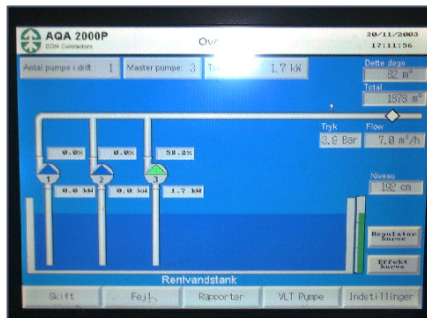 AQA 2000P
Ove
20/11/2003
17:11:56
Antal pumpe i drift: 1
Master pumpe: 3
1.7 kW
Dette døgn
82 m³
Total
1978 m³
Tryk
3.9 Bar
Flow
7.0 m³/h
0.0%
0.0%
58.2%
1
2
3
0.0 kW
0.0 kW
1.7 kW
Niveau
192 cm
Regulator kurve
Effekt kurve
Rentvandstank
Skift
Fejl
Rapporter
VLT Pumpe
Indstillinger